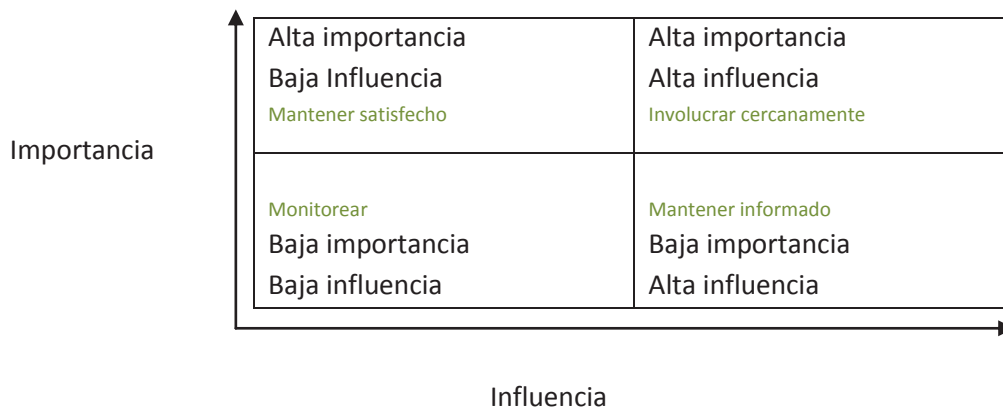 Alta importancia
Baja Influencia
Mantener satisfecho
Alta importancia
Alta influencia
Involucrar cercanamente
Importancia
Monitorear
Baja importancia
Baja influencia
Mantener informado
Baja importancia
Alta influencia
Influencia